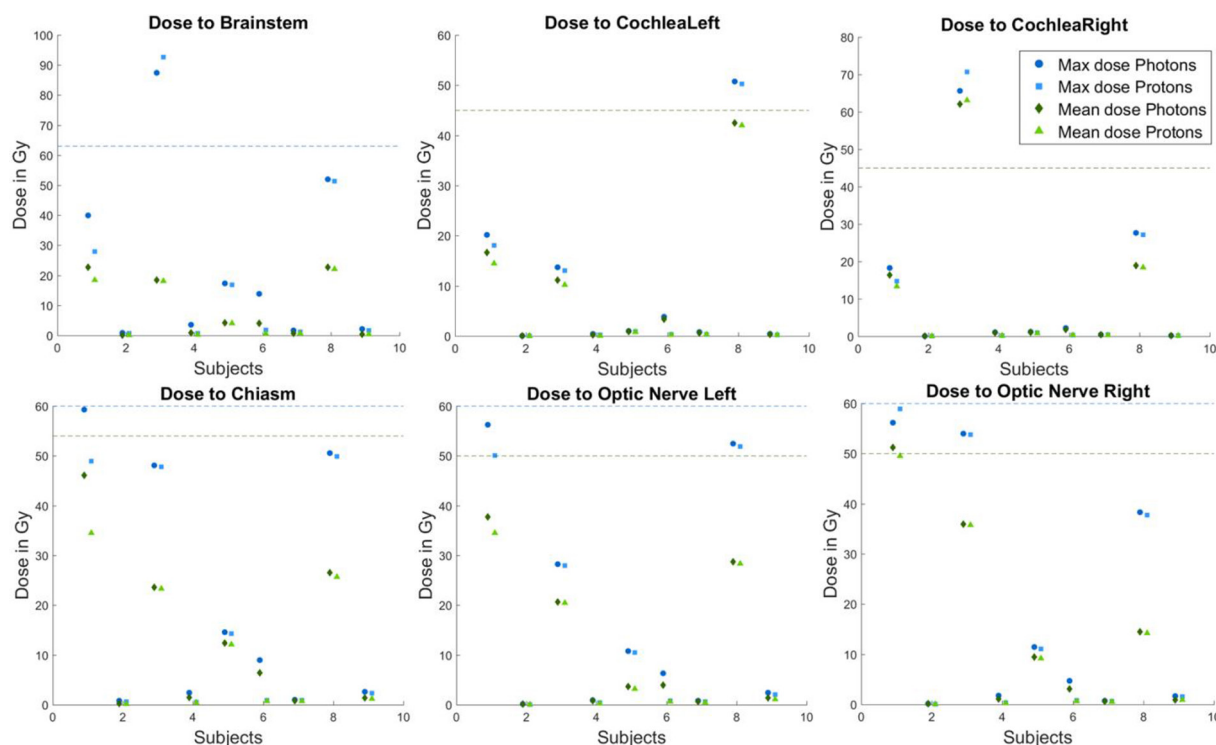 Dose to Brainstem
Dose in Gy
100
90
80
70
60
50
40
30
20
10
0
0 2 4 6 8 10
Subjects
Dose to CochleaLeft
Dose in Gy
60
50
40
30
20
10
0
0 2 4 6 8 10
Subjects
Dose to CochleaRight
Dose in Gy
80
70
60
50
40
30
20
10
0
0 2 4 6 8 10
Subjects
Max dose Photons
Max dose Protons
Mean dose Photons
Mean dose Protons
Dose to Chiasm
Dose in Gy
60
50
40
30
20
10
0
0 2 4 6 8 10
Subjects
Dose to Optic Nerve Left
Dose in Gy
60
50
40
30
20
10
0
0 2 4 6 8 10
Subjects
Dose to Optic Nerve Right
Dose in Gy
60
50
40
30
20
10
0
0 2 4 6 8 10
Subjects